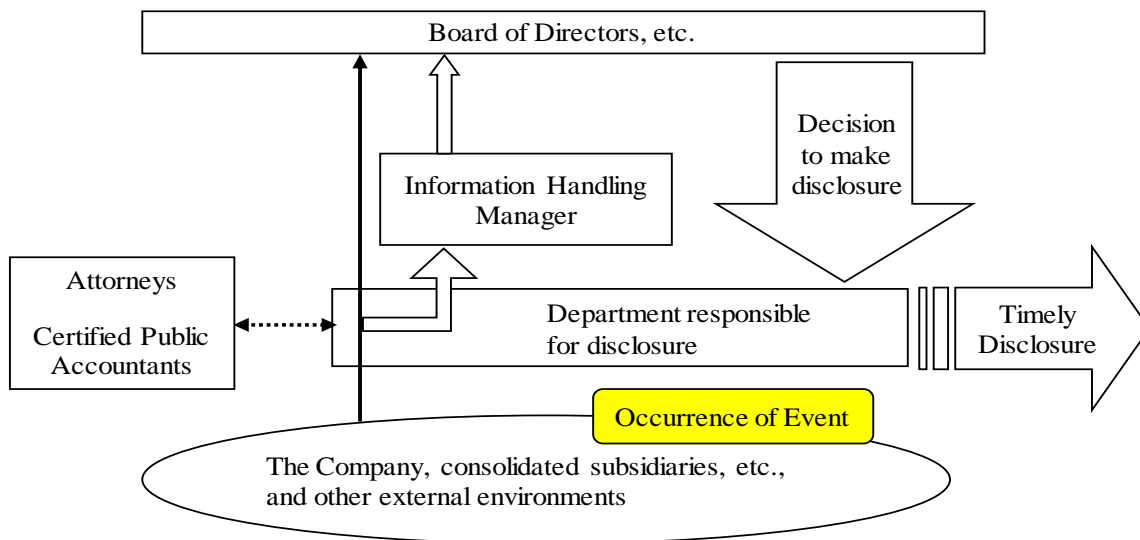 Board of Directors, etc.
Decision
to make
disclosure
Information Handling
Manager
Attorneys
Certified Public
Accountants
Department responsible
for disclosure
Timely
Disclosure
Occurrence of Event
The Company, consolidated subsidiaries, etc.,
and other external environments